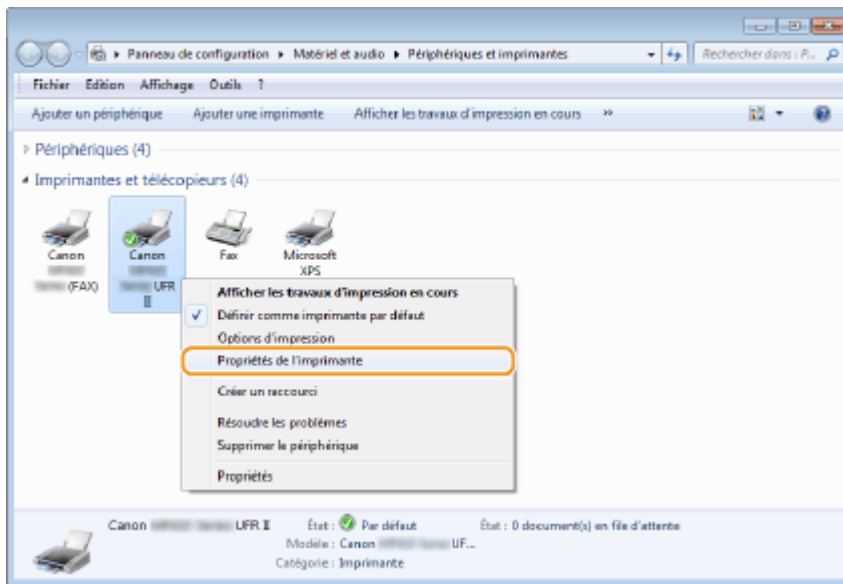 Panneau de configuration ▸ Matériel et audio ▸ Périphériques et imprimantes
Rechercher dans : P...
Fichier Edition Affichage Outils ?
Ajouter un périphérique Ajouter une imprimante Afficher les travaux d'impression en cours »
Périphériques (4)
Imprimantes et télécopieurs (4)
Canon (FAX)
Canon UFR II
Fax
Microsoft XPS
Afficher les travaux d'impression en cours
Définir comme imprimante par défaut
Options d'impression
Propriétés de l'imprimante
Créer un raccourci
Résoudre les problèmes
Supprimer le périphérique
Propriétés
Canon UFR II État : Par défaut État : 0 document(s) en file d'attente
Modèle : Canon UF...
Catégorie : Imprimante